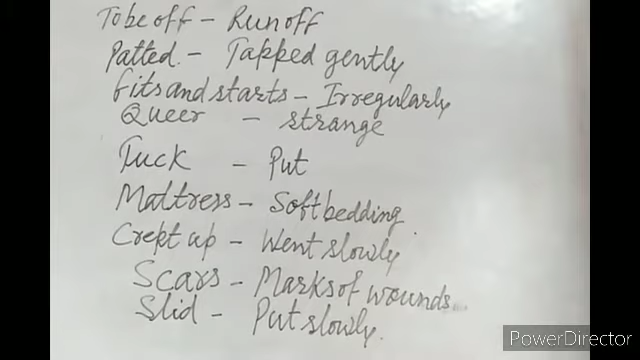 To be off - Run off
Patted. - Tapped gently
Fits and starts - Irregularly
Queer - strange
Tuck - Put
Mattress - Soft bedding
Crept up - Went slowly
Scars - Marks of wounds
Slid - Put slowly.
PowerDirector